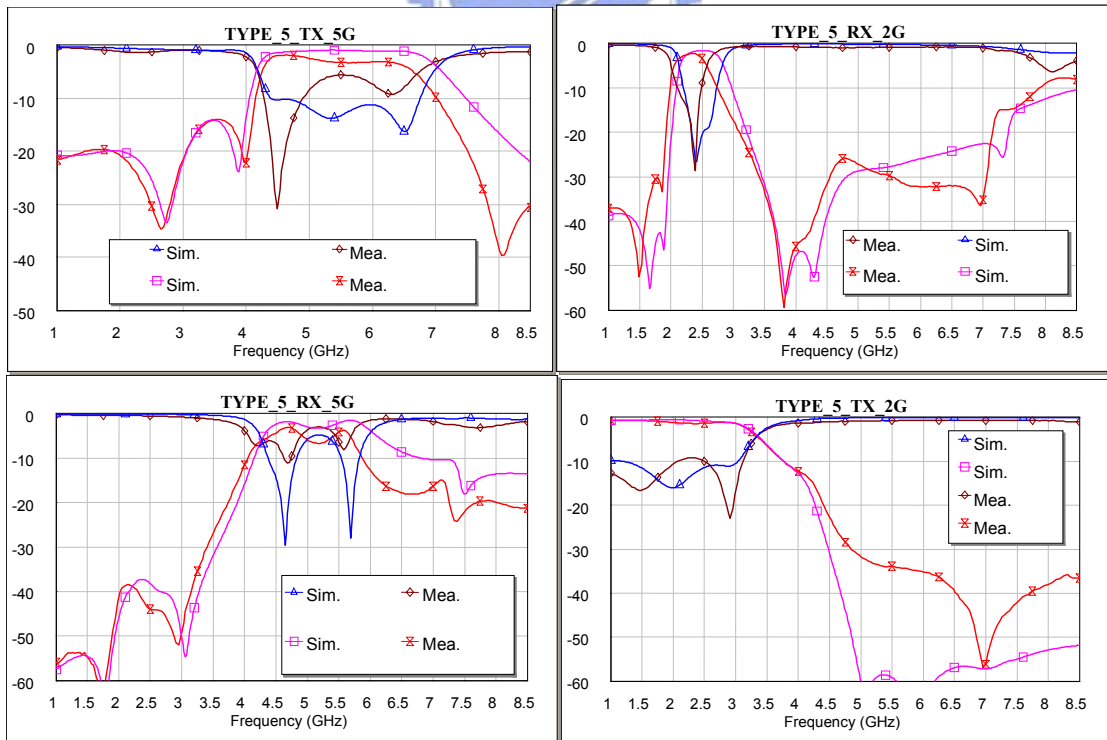 TYPE_5_TX_5G
0
-10
-20
-30
-40
-50
Sim.
Mea.
Sim.
Mea.
1 2 3 4 5 6 7 8.5
Frequency (GHz)
TYPE_5_RX_2G
0
-10
-20
-30
-40
-50
-60
Mea.
Sim.
Mea.
Sim.
1 1.5 2 2.5 3 3.5 4 4.5 5 5.5 6 6.5 7 7.5 8 8.5
Frequency (GHz)
TYPE_5_RX_5G
0
-10
-20
-30
-40
-50
-60
Sim.
Mea.
Sim.
Mea.
1 1.5 2 2.5 3 3.5 4 4.5 5 5.5 6 6.5 7 7.5 8 8.5
Frequency (GHz)
TYPE_5_TX_2G
0
-10
-20
-30
-40
-50
-60
Sim.
Sim.
Mea.
Mea.
1 1.5 2 2.5 3 3.5 4 4.5 5 5.5 6 6.5 7 7.5 8 8.5
Frequency (GHz)